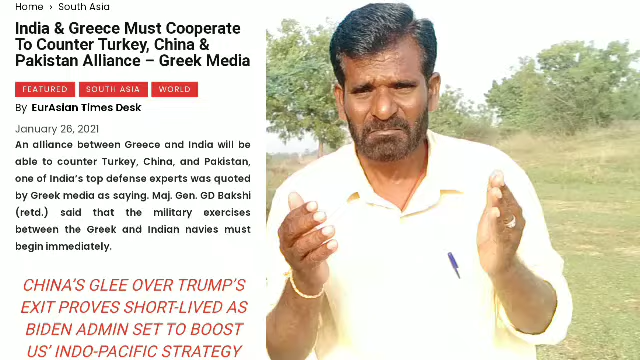 Home › South Asia
India & Greece Must Cooperate
To Counter Turkey, China &
Pakistan Alliance – Greek Media
FEATURED SOUTH ASIA WORLD
By EurAsian Times Desk
January 26, 2021
An alliance between Greece and India will be
able to counter Turkey, China, and Pakistan,
one of India's top defense experts was quoted
by Greek media as saying. Maj. Gen. GD Bakshi
(retd.) said that the military exercises
between the Greek and Indian navies must
begin immediately.
CHINA'S GLEE OVER TRUMP'S
EXIT PROVES SHORT-LIVED AS
BIDEN ADMIN SET TO BOOST
US' INDO-PACIFIC STRATEGY